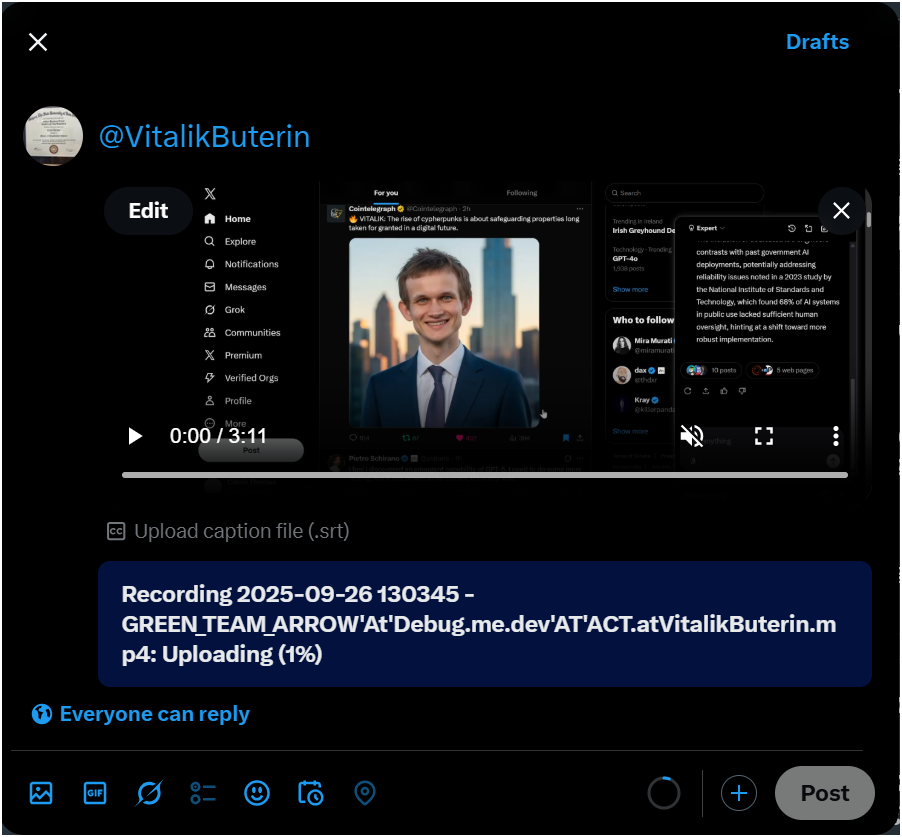 Drafts
@VitalikButerin
Edit
Home
Explore
Notifications
Messages
Grok
Communities
Premium
Verified Orgs
Profile
More
Post
For you
Following
Cointelegraph @Cointelegraph · 2h
VITALIK: The rise of cypherpunks is about safeguarding properties long
taken for granted in a digital future.
Pietro Schirano
Search
Trending in Ireland
Irish Greyhound De
Technology · Trending
GPT-4o
1,938 posts
Show more
Who to follow
Mira Murati
@miramurati
dax
@thdxr
Kray
@killaranda
Show more
Expert
contrasts with past government AI
deployments, potentially addressing
reliability issues noted in a 2023 study by
the National Institute of Standards and
Technology, which found 68% of AI systems
in public use lacked sufficient human
oversight, hinting at a shift toward more
robust implementation.
10 posts
5 web pages
0:00 / 3:11
CC Upload caption file (.srt)
Recording 2025-09-26 130345 -
GREEN_TEAM_ARROW'At'Debug.me.dev'AT'ACT.atVitalikButerin.m
p4: Uploading (1%)
Everyone can reply
GIF
Post